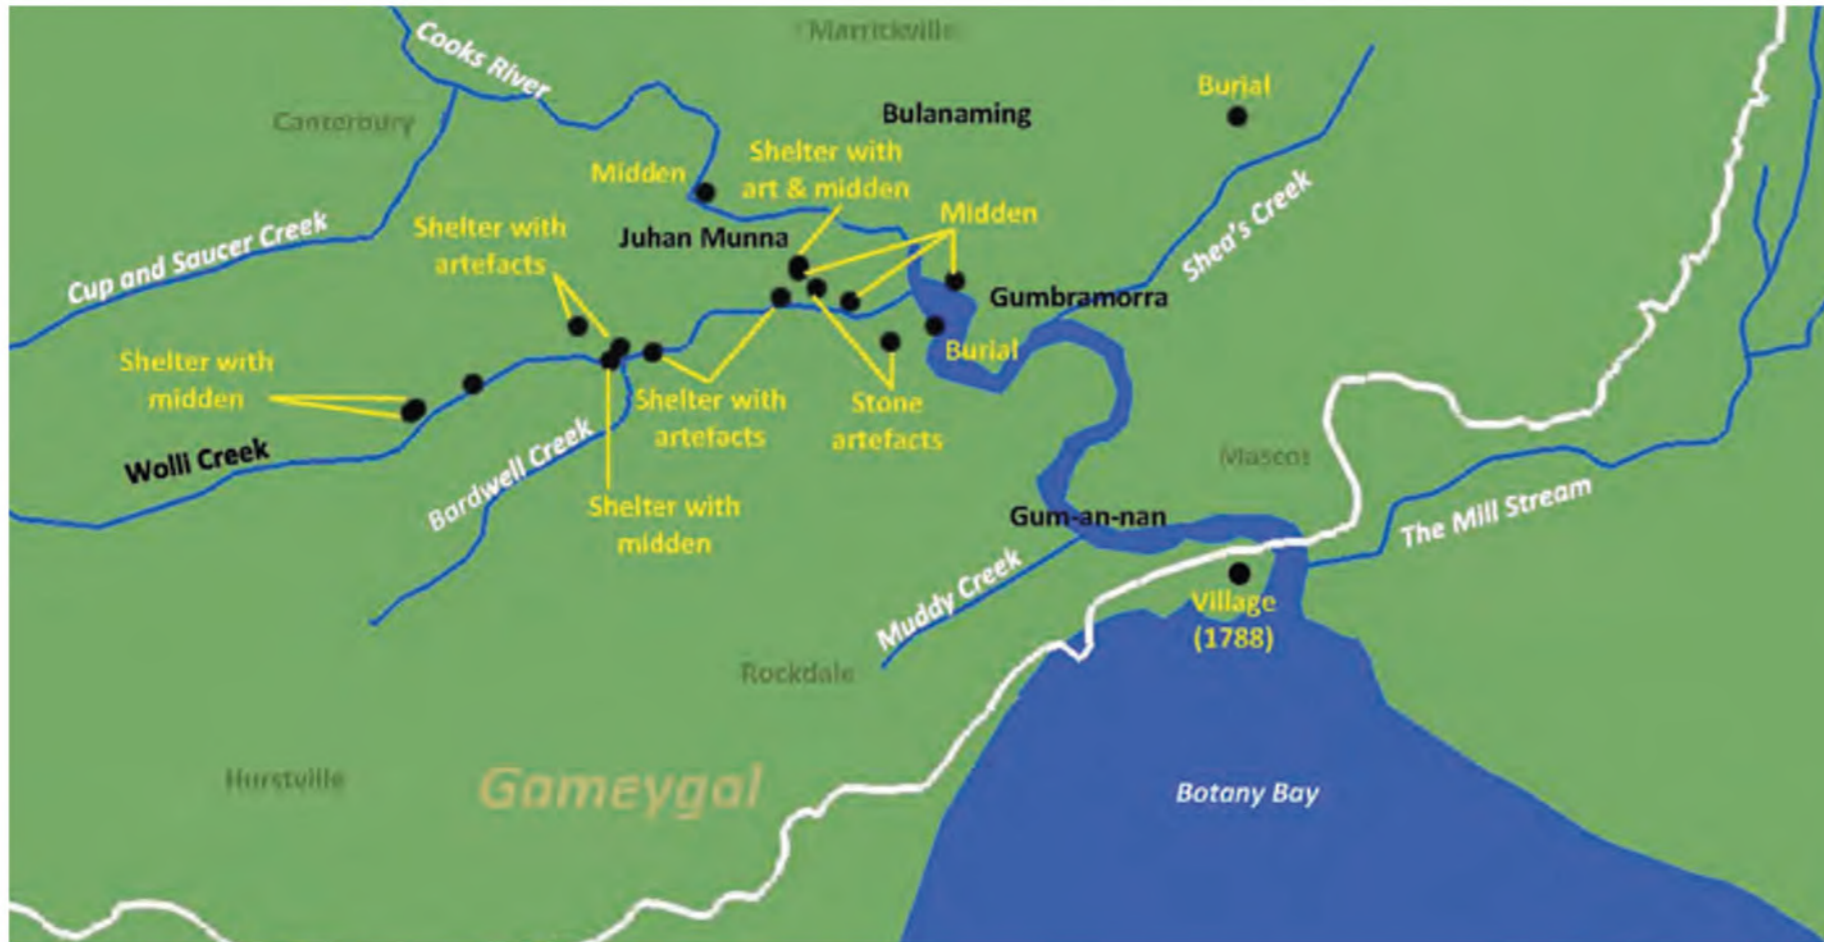 Marrickville
Cooks River
Burial
Bulanaming
Canterbury
Shelter with
art & midden
Midden
Midden
Shelter with
artefacts
Juhan Munna
Cup and Saucer Creek
Shea's Creek
Gumbramorra
Burial
Shelter with
midden
Shelter with
artefacts
Stone
artefacts
Wolli Creek
Bardwell Creek
Mascot
Shelter with
midden
Gum-an-nan
The Mill Stream
Muddy Creek
Village
(1788)
Rockdale
Hurstville
Gameygal
Botany Bay